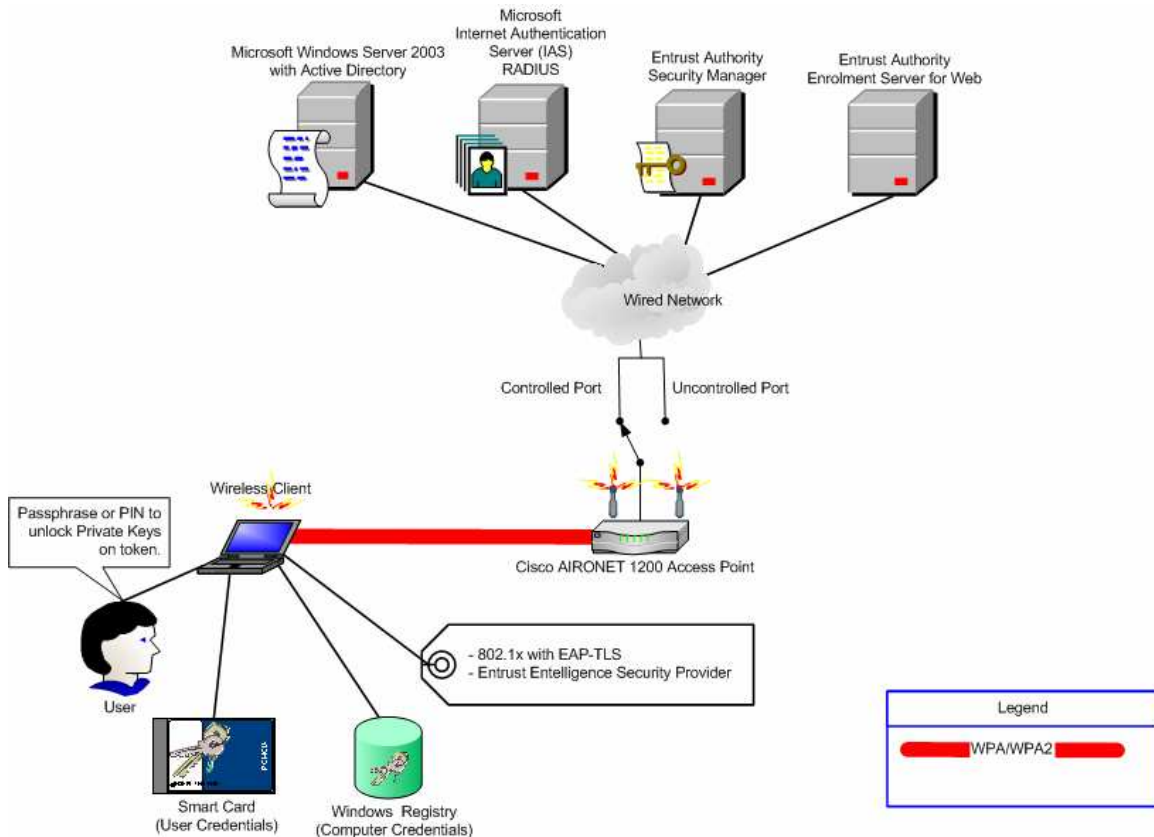 Microsoft Windows Server 2003
with Active Directory
Microsoft
Internet Authentication
Server (IAS)
RADIUS
Entrust Authority
Security Manager
Entrust Authority
Enrolment Server for Web
Wired Network
Controlled Port
Uncontrolled Port
Wireless Client
Passphrase or PIN to
unlock Private Keys
on token.
Cisco AIRONET 1200 Access Point
- 802.1x with EAP-TLS
- Entrust Entelligence Security Provider
User
Smart Card
(User Credentials)
Windows Registry
(Computer Credentials)
Legend
WPA/WPA2